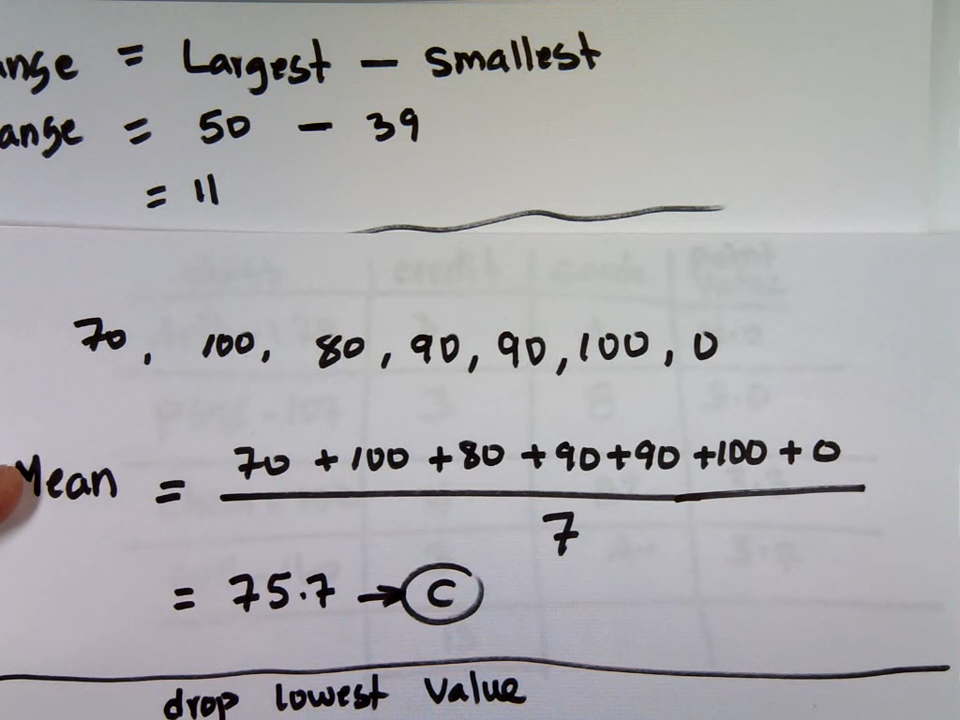 ange = Largest - smallest
ange = 50 - 39
= 11
70, 100, 80, 90, 90, 100, 0
Mean = 70 + 100 + 80 + 90 + 90 + 100 + 0
7
= 75.7 → C
drop lowest value